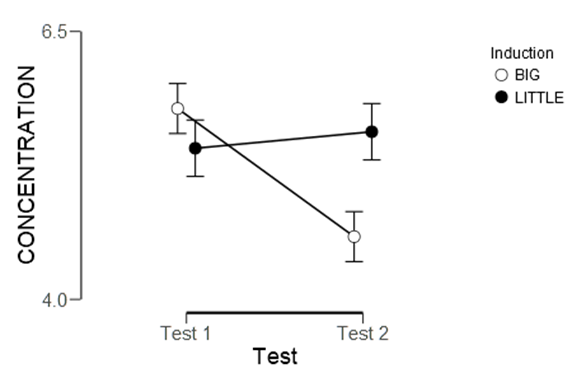 6.5
CONCENTRATION
4.0
Test 1
Test 2
Test
Induction
BIG
LITTLE